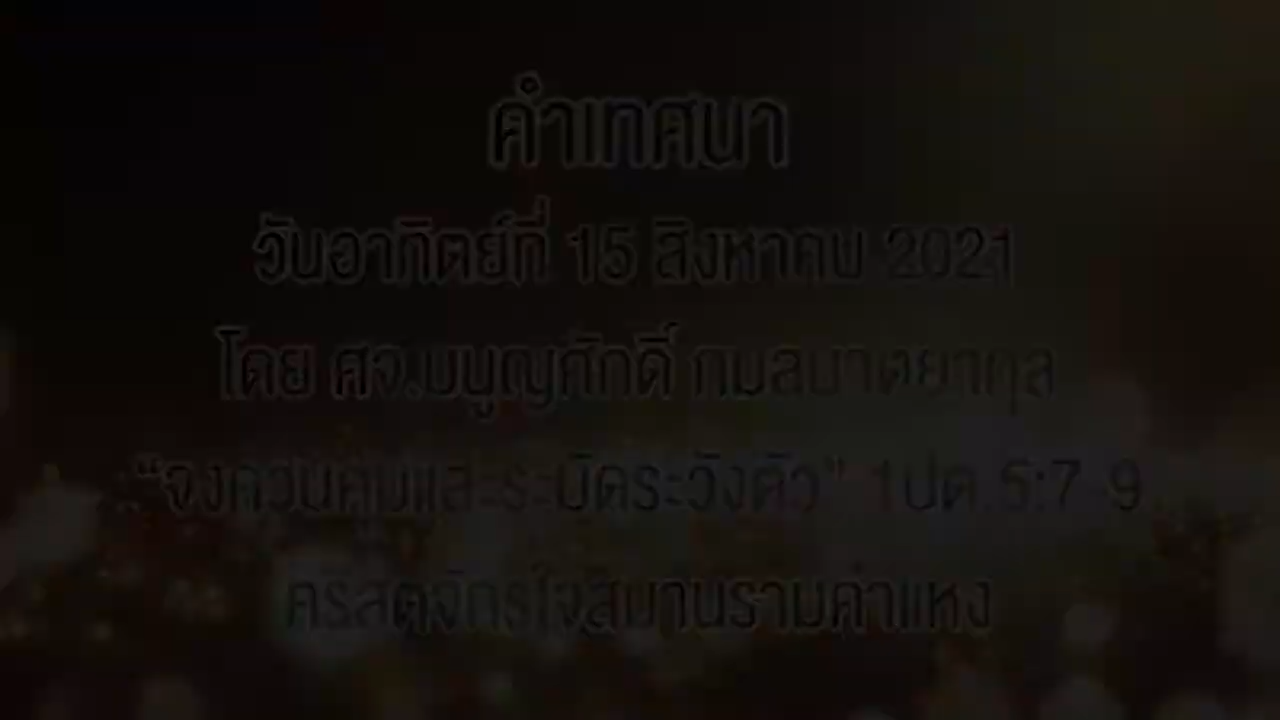 คำเทศนา
วันอาทิตย์ที่ 15 สิงหาคม 2021
โดย ศจ.บุญศักดิ์ กมลมาตยากุล
"จงควบคุมและระมัดระวังตัว" 1ปต.5:7-9
คริสตจักรใจสมานรามคำแหง